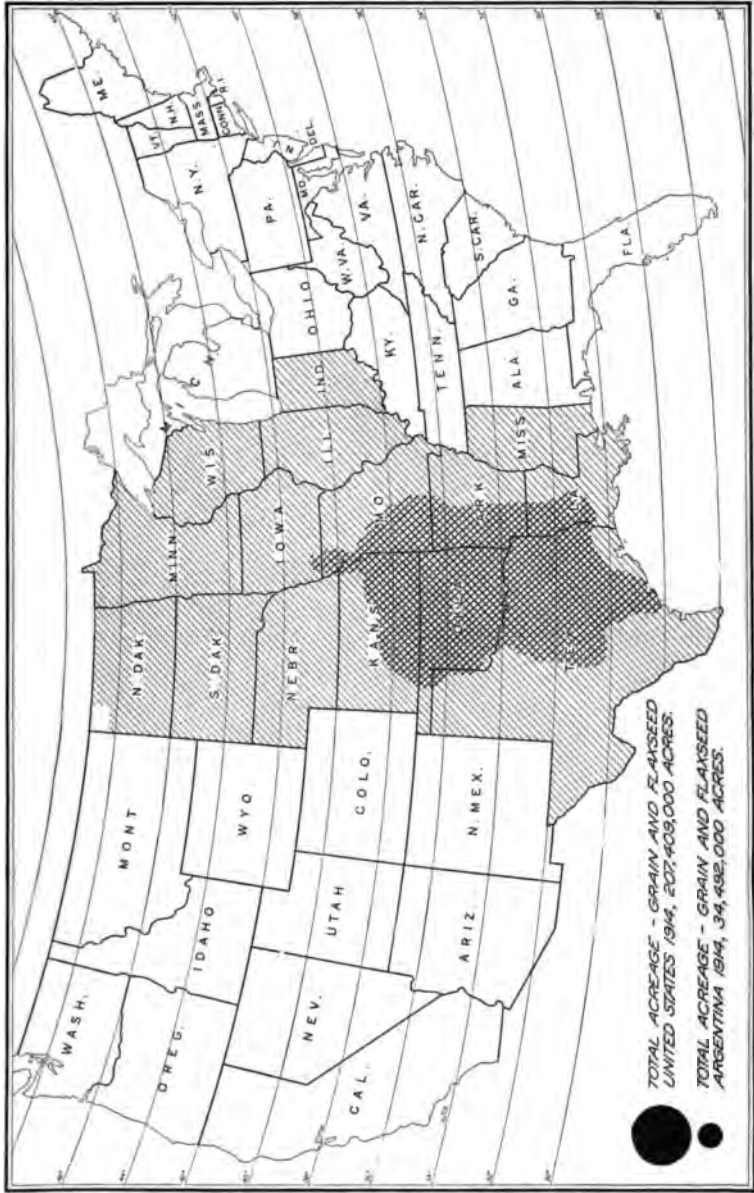 WASH.
MONT
N. DAK
MINN.
ME.
OREG.
IDAHO
S. DAK
WIS
VT.
N.H.
N.Y.
MASS.
CONN.
R.I.
WYO.
NEBR.
IOWA
PA.
NEV.
UTAH
COLO.
KANS
MO
ILL.
IND.
OHIO
W. VA.
VA.
MD.
DEL.
CAL.
ARIZ.
N. MEX.
ARK
KY.
TENN.
N. CAR.
S. CAR.
MISS
ALA.
GA.
LA
FLA.
TOTAL ACREAGE - GRAIN AND FLAXSEED
UNITED STATES 1914, 207,403,000 ACRES.
TOTAL ACREAGE - GRAIN AND FLAXSEED
ARGENTINA 1914, 34,492,000 ACRES.